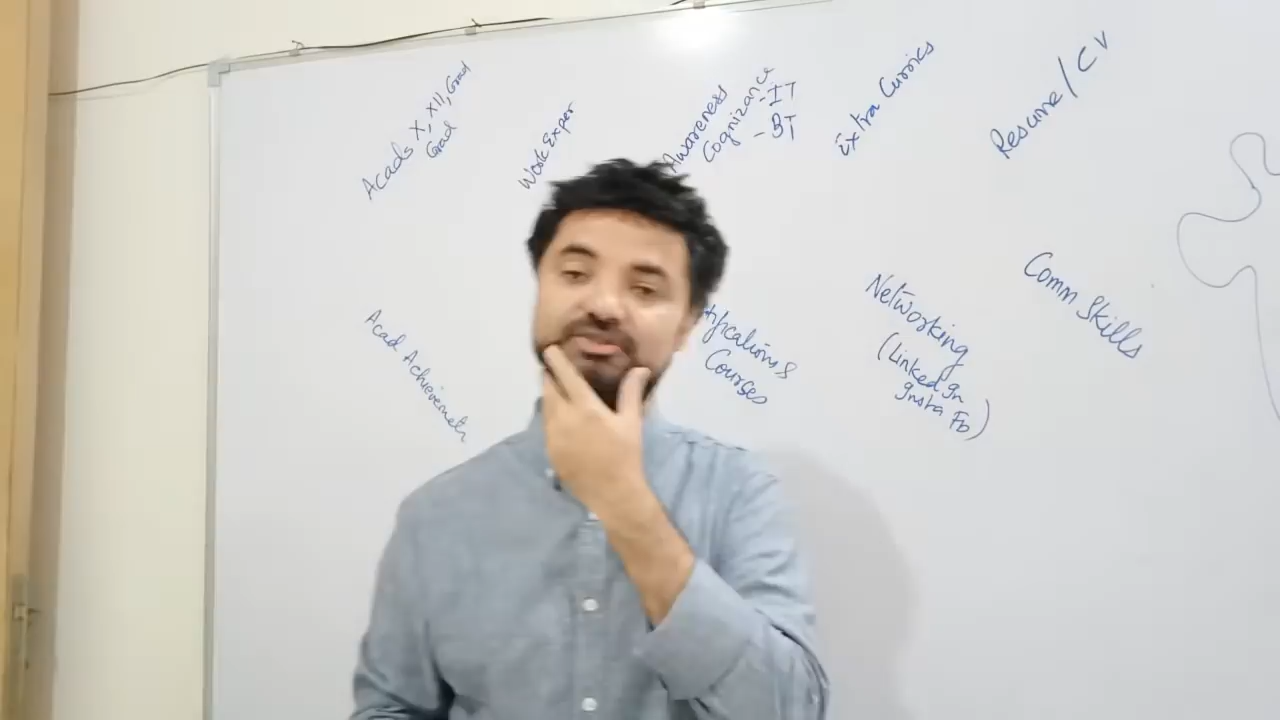 Acads X, XII, Grad
Grad
Work Exper
Awareness
Cognizance
-IT
-BT
Extra Currics
Resume/CV
Acad Achievements
Courses
Networking
(LinkedIn
Insta Fb)
Comm Skills